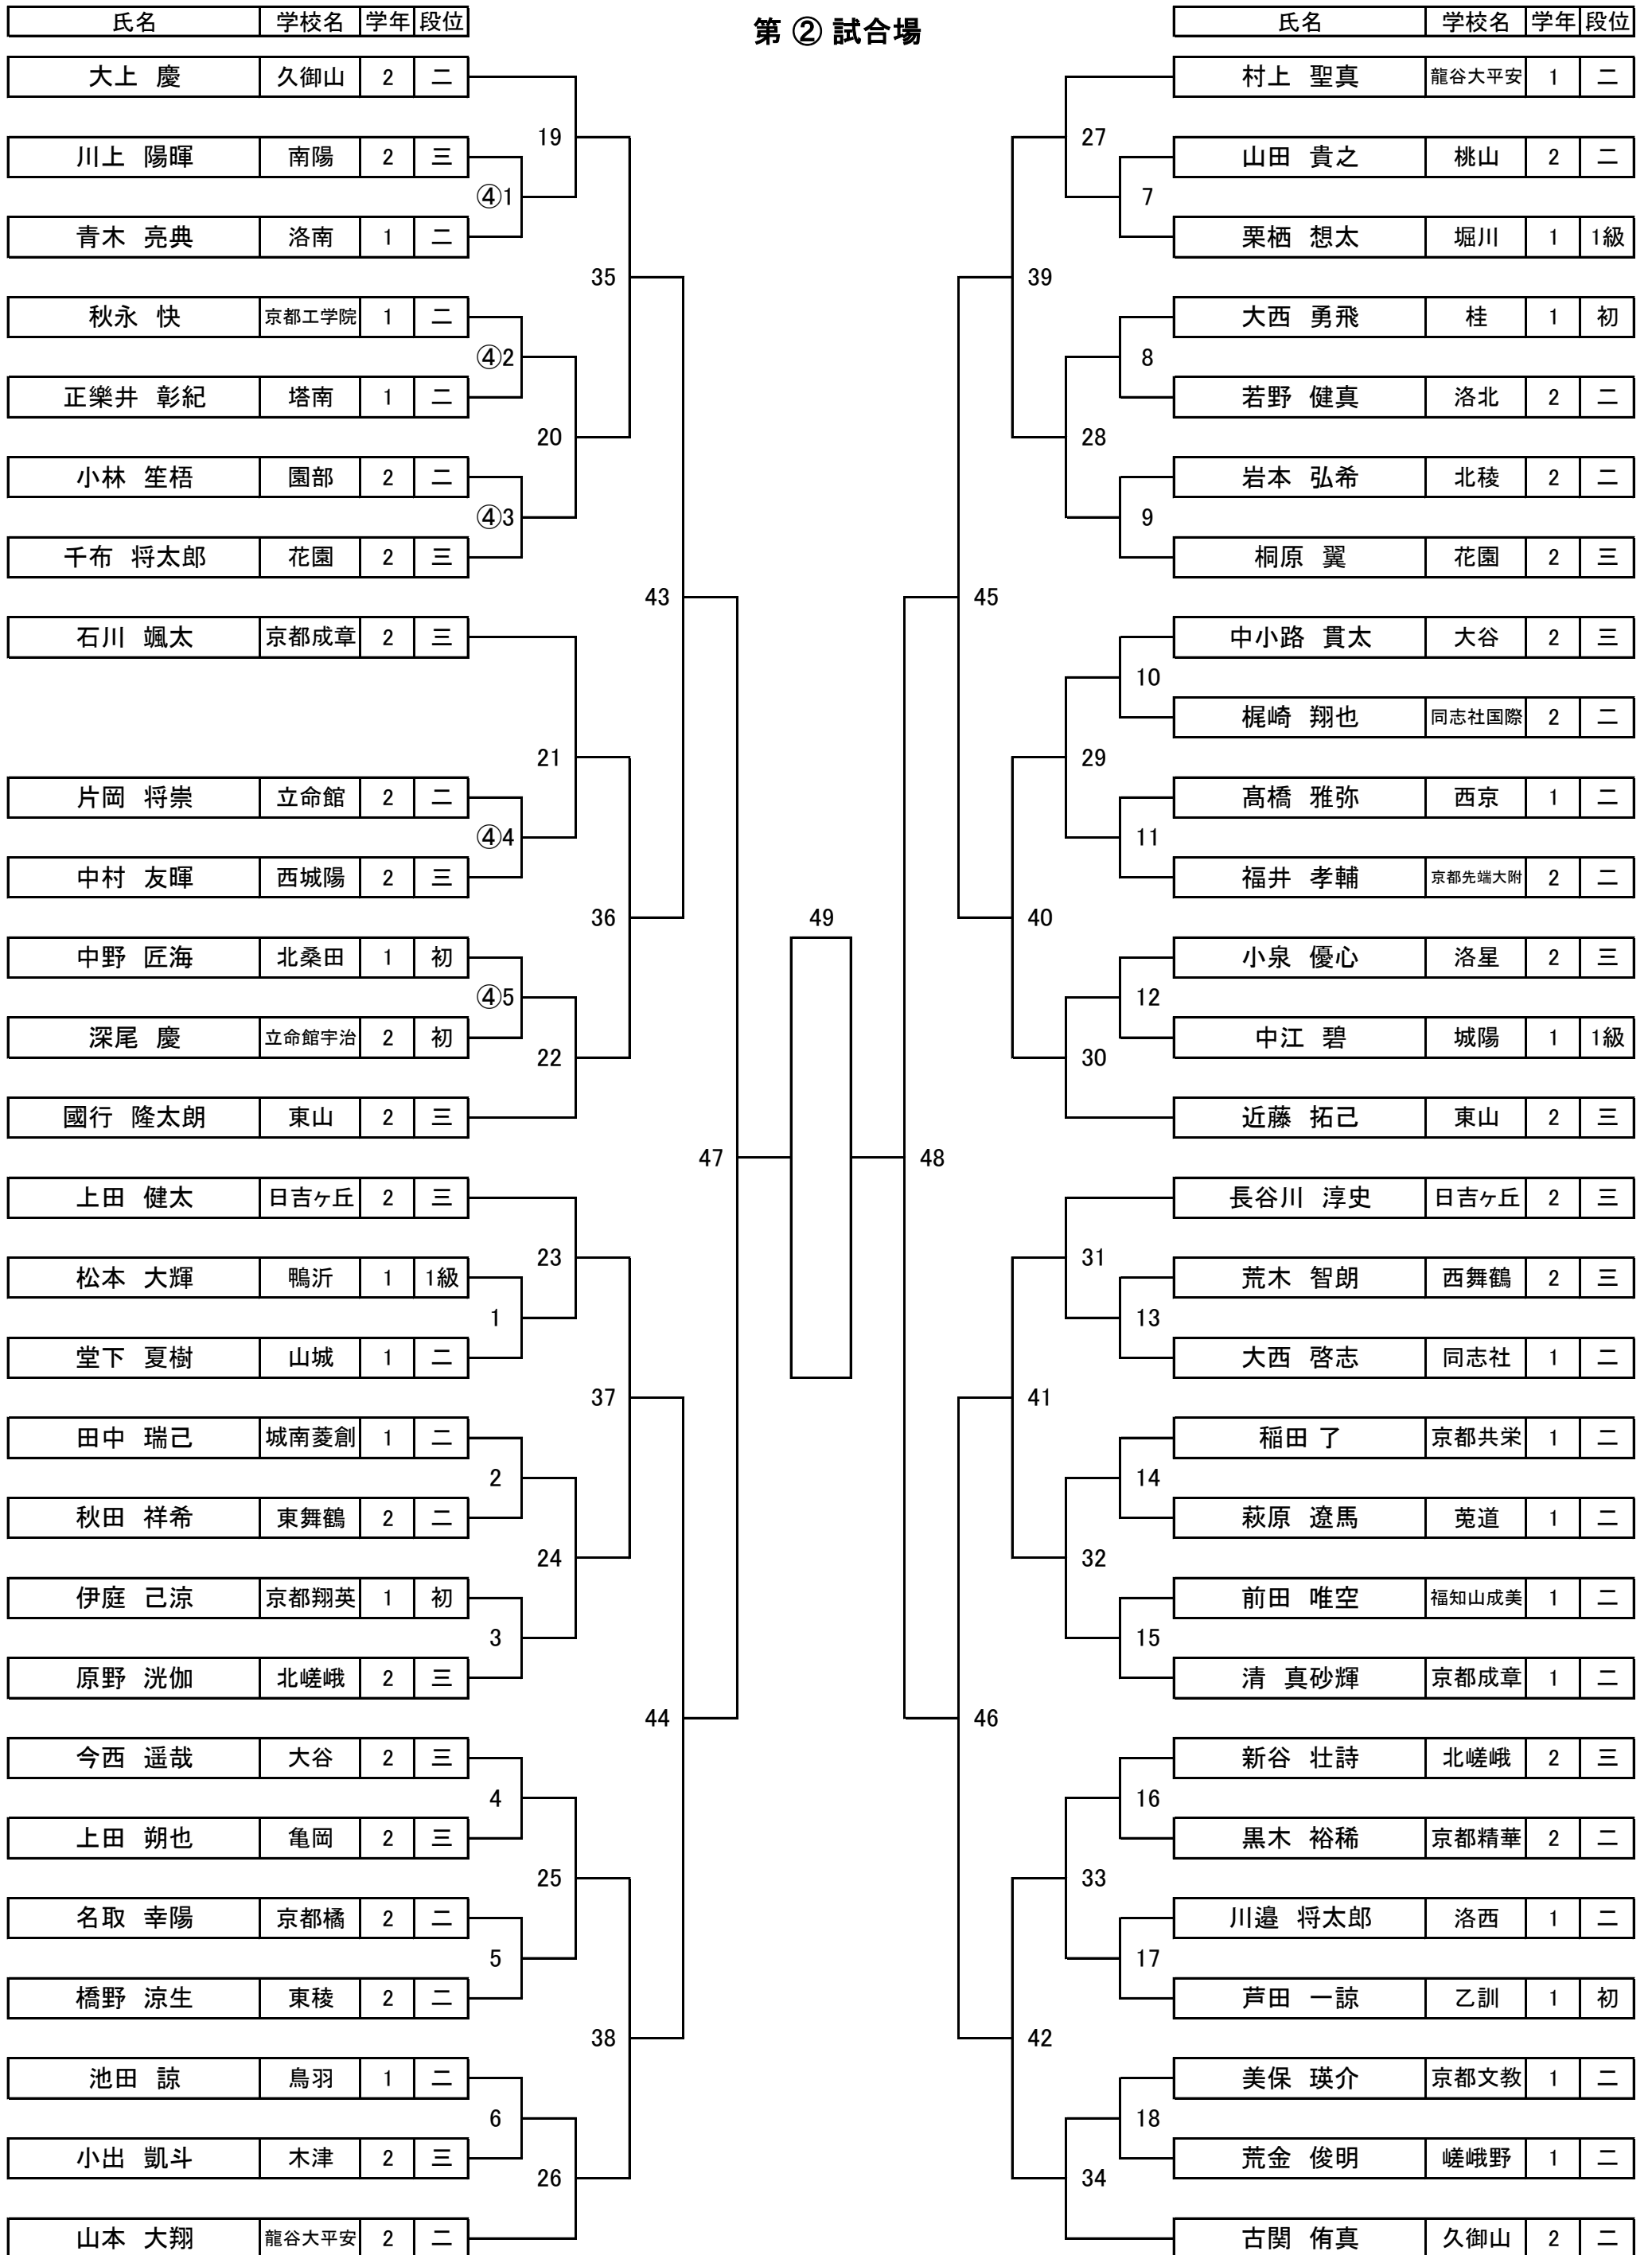 第 ② 試合場
氏名 学校名 学年 段位
大上 慶 久御山 2 二
川上 陽暉 南陽 2 三
青木 亮典 洛南 1 二
秋永 快 京都工学院 1 二
正樂井 彰紀 塔南 1 二
小林 笙梧 園部 2 二
千布 将太郎 花園 2 三
石川 颯太 京都成章 2 三
片岡 将崇 立命館 2 二
中村 友暉 西城陽 2 三
中野 匠海 北桑田 1 初
深尾 慶 立命館宇治 2 初
國行 隆太朗 東山 2 三
上田 健太 日吉ヶ丘 2 三
松本 大輝 鴨沂 1 1級
堂下 夏樹 山城 1 二
田中 瑞己 城南菱創 1 二
秋田 祥希 東舞鶴 2 二
伊庭 己涼 京都翔英 1 初
原野 洸伽 北嵯峨 2 三
今西 遥哉 大谷 2 三
上田 朔也 亀岡 2 三
名取 幸陽 京都橘 2 二
橋野 涼生 東稜 2 二
池田 諒 鳥羽 1 二
小出 凱斗 木津 2 三
山本 大翔 龍谷大平安 2 二
④1
④2
④3
④4
④5
1
2
3
4
5
6
19
20
21
22
23
24
25
26
35
36
37
38
43
44
47
49
48
45
46
39
40
41
42
27
28
29
30
31
32
33
34
7
8
9
10
11
12
13
14
15
16
17
18
氏名 学校名 学年 段位
村上 聖真 龍谷大平安 1 二
山田 貴之 桃山 2 二
栗栖 想太 堀川 1 1級
大西 勇飛 桂 1 初
若野 健真 洛北 2 二
岩本 弘希 北稜 2 二
桐原 翼 花園 2 三
中小路 貫太 大谷 2 三
梶崎 翔也 同志社国際 2 二
髙橋 雅弥 西京 1 二
福井 孝輔 京都先端大附 2 二
小泉 優心 洛星 2 三
中江 碧 城陽 1 1級
近藤 拓己 東山 2 三
長谷川 淳史 日吉ヶ丘 2 三
荒木 智朗 西舞鶴 2 三
大西 啓志 同志社 1 二
稲田 了 京都共栄 1 二
萩原 遼馬 莵道 1 二
前田 唯空 福知山成美 1 二
清 真砂輝 京都成章 1 二
新谷 壮詩 北嵯峨 2 三
黒木 裕稀 京都精華 2 二
川邉 将太郎 洛西 1 二
芦田 一諒 乙訓 1 初
美保 瑛介 京都文教 1 二
荒金 俊明 嵯峨野 1 二
古関 侑真 久御山 2 二